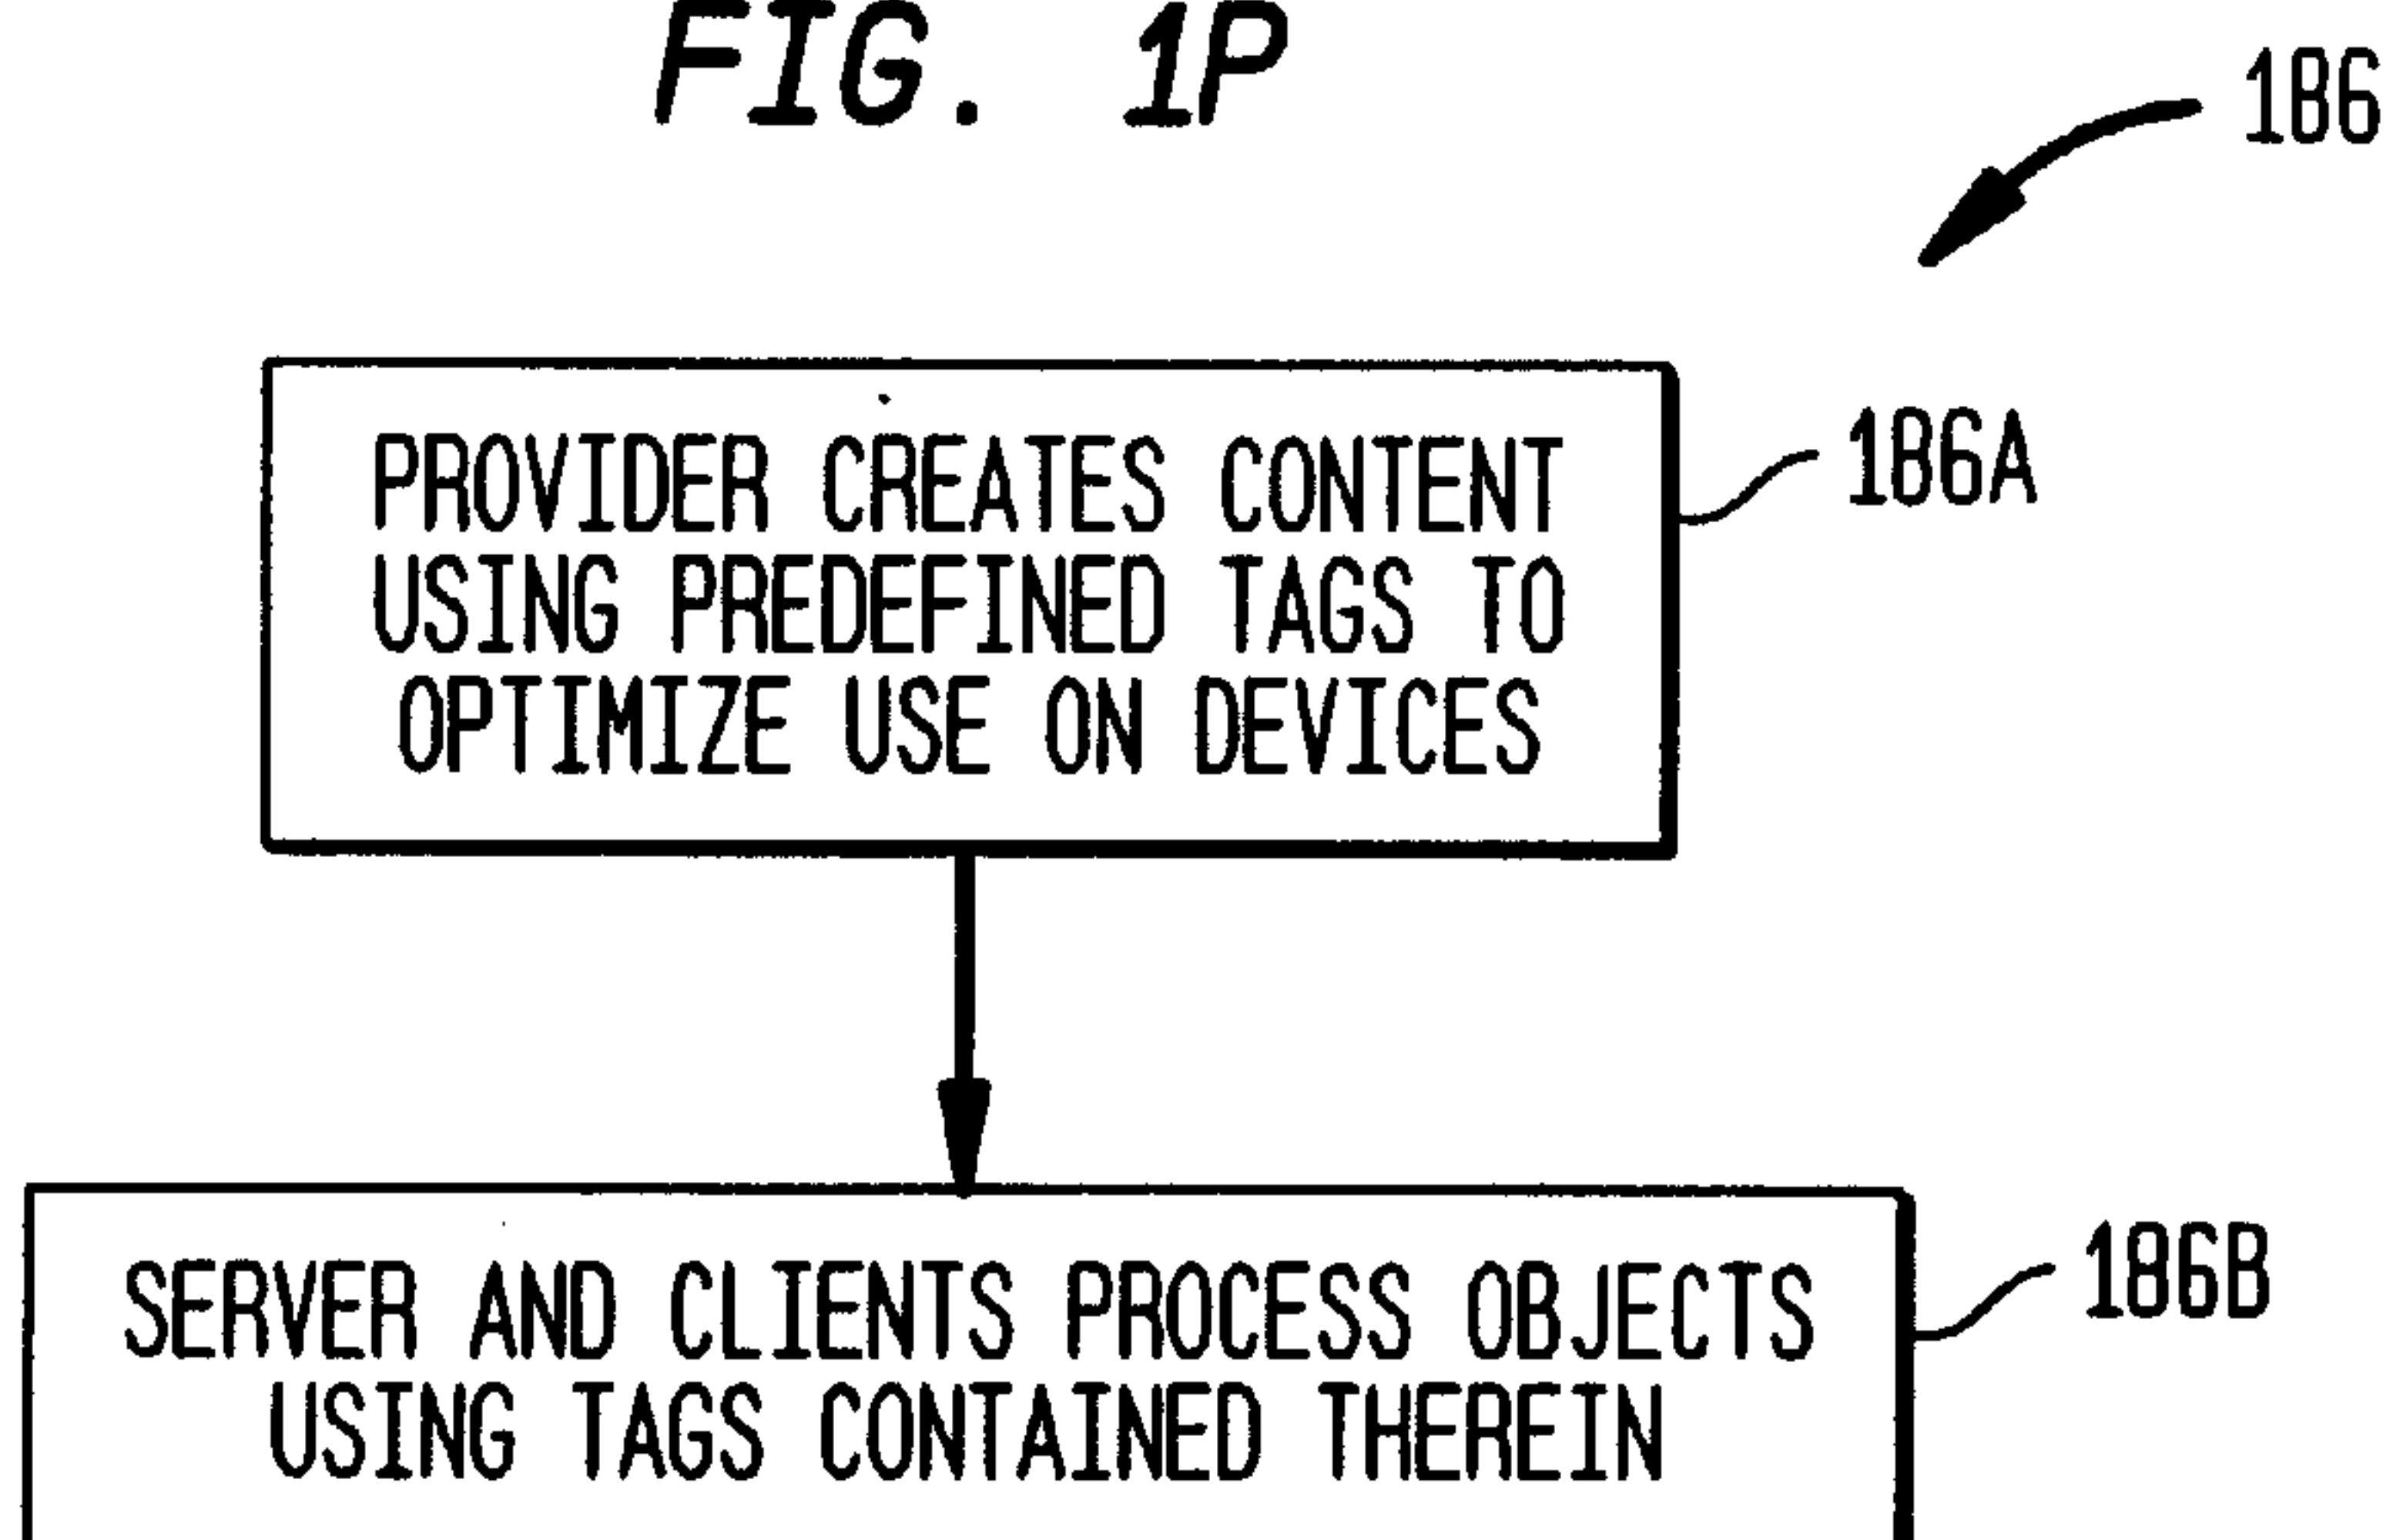 FIG. 1P
186
PROVIDER CREATES CONTENT
USING PREDEFINED TAGS TO
OPTIMIZE USE ON DEVICES
186A
SERVER AND CLIENTS PROCESS OBJECTS
USING TAGS CONTAINED THEREIN
186B